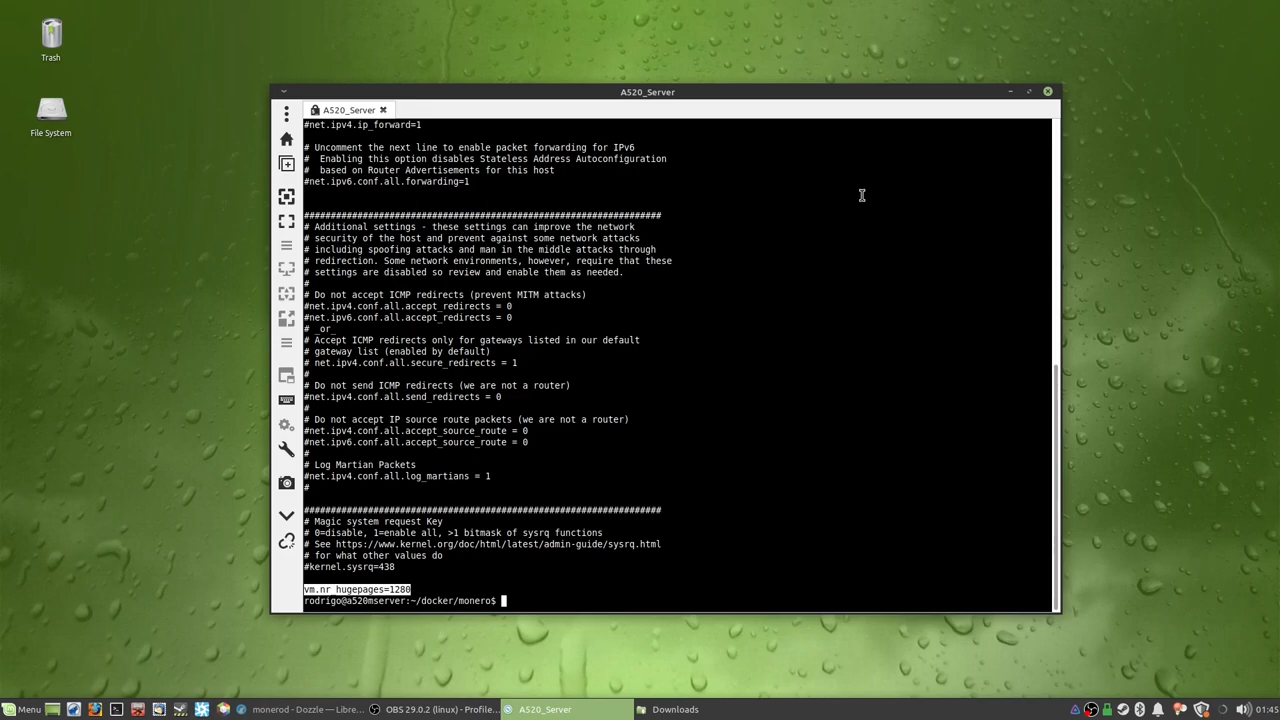 Trash
File System
A520_Server
A520_Server
#net.ipv4.ip_forward=1
# Uncomment the next line to enable packet forwarding for IPv6
#  Enabling this option disables Stateless Address Autoconfiguration
#  based on Router Advertisements for this host
#net.ipv6.conf.all.forwarding=1
###################################################################
# Additional settings - these settings can improve the network
# security of the host and prevent against some network attacks
# including spoofing attacks and man in the middle attacks through
# redirection. Some network environments, however, require that these
# settings are disabled so review and enable them as needed.
#
# Do not accept ICMP redirects (prevent MITM attacks)
#net.ipv4.conf.all.accept_redirects = 0
#net.ipv6.conf.all.accept_redirects = 0
# _or_
# Accept ICMP redirects only for gateways listed in our default
# gateway list (enabled by default)
# net.ipv4.conf.all.secure_redirects = 1
#
# Do not send ICMP redirects (we are not a router)
#net.ipv4.conf.all.send_redirects = 0
#
# Do not accept IP source route packets (we are not a router)
#net.ipv4.conf.all.accept_source_route = 0
#net.ipv6.conf.all.accept_source_route = 0
#
# Log Martian Packets
#net.ipv4.conf.all.log_martians = 1
#
###################################################################
# Magic system request Key
# 0=disable, 1=enable all, >1 bitmask of sysrq functions
# See https://www.kernel.org/doc/html/latest/admin-guide/sysrq.html
# for what other values do
#kernel.sysrq=438
vm.nr_hugepages=1280
rodrigo@a520mserver:~/docker/monero$
Menu
monerod - Dozzle — Libre...
OBS 29.0.2 (linux) - Profile...
A520_Server
Downloads
01:45